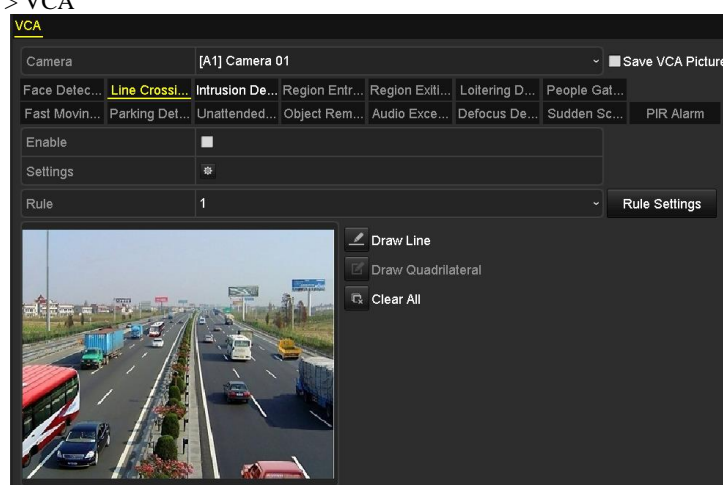 > VCA
VCA
Camera [A1] Camera 01 Save VCA Picture
Face Detec... Line Crossi... Intrusion De... Region Entr... Region Exiti... Loitering D... People Gat...
Fast Movin... Parking Det... Unattended... Object Rem... Audio Exce... Defocus De... Sudden Sc... PIR Alarm
Enable
Settings
Rule 1 Rule Settings
Draw Line
Draw Quadrilateral
Clear All